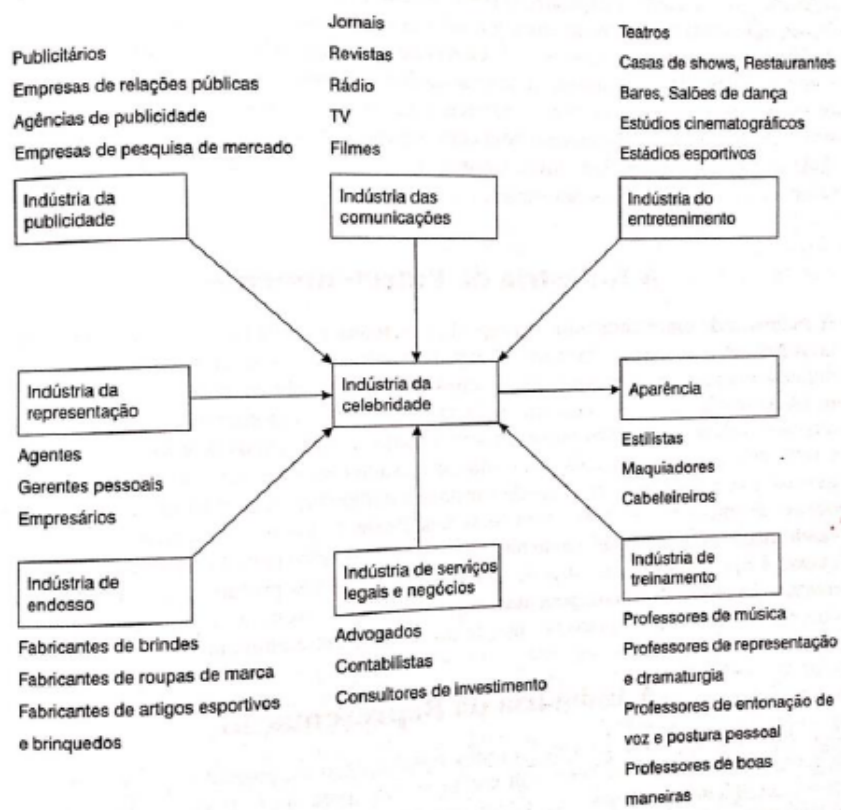 Publicitários
Empresas de relações públicas
Agências de publicidade
Empresas de pesquisa de mercado
Indústria da
publicidade
Jornais
Revistas
Rádio
TV
Filmes
Indústria das
comunicações
Teatros
Casas de shows, Restaurantes
Bares, Salões de dança
Estúdios cinematográficos
Estádios esportivos
Indústria do
entretenimento
Indústria da
representação
Agentes
Gerentes pessoais
Empresários
Indústria da
celebridade
Aparência
Estilistas
Maquiadores
Cabeleireiros
Indústria de
endosso
Fabricantes de brindes
Fabricantes de roupas de marca
Fabricantes de artigos esportivos
e brinquedos
Indústria de serviços
legais e negócios
Advogados
Contabilistas
Consultores de investimento
Indústria de
treinamento
Professores de música
Professores de representação
e dramaturgia
Professores de entonação de
voz e postura pessoal
Professores de boas
maneiras